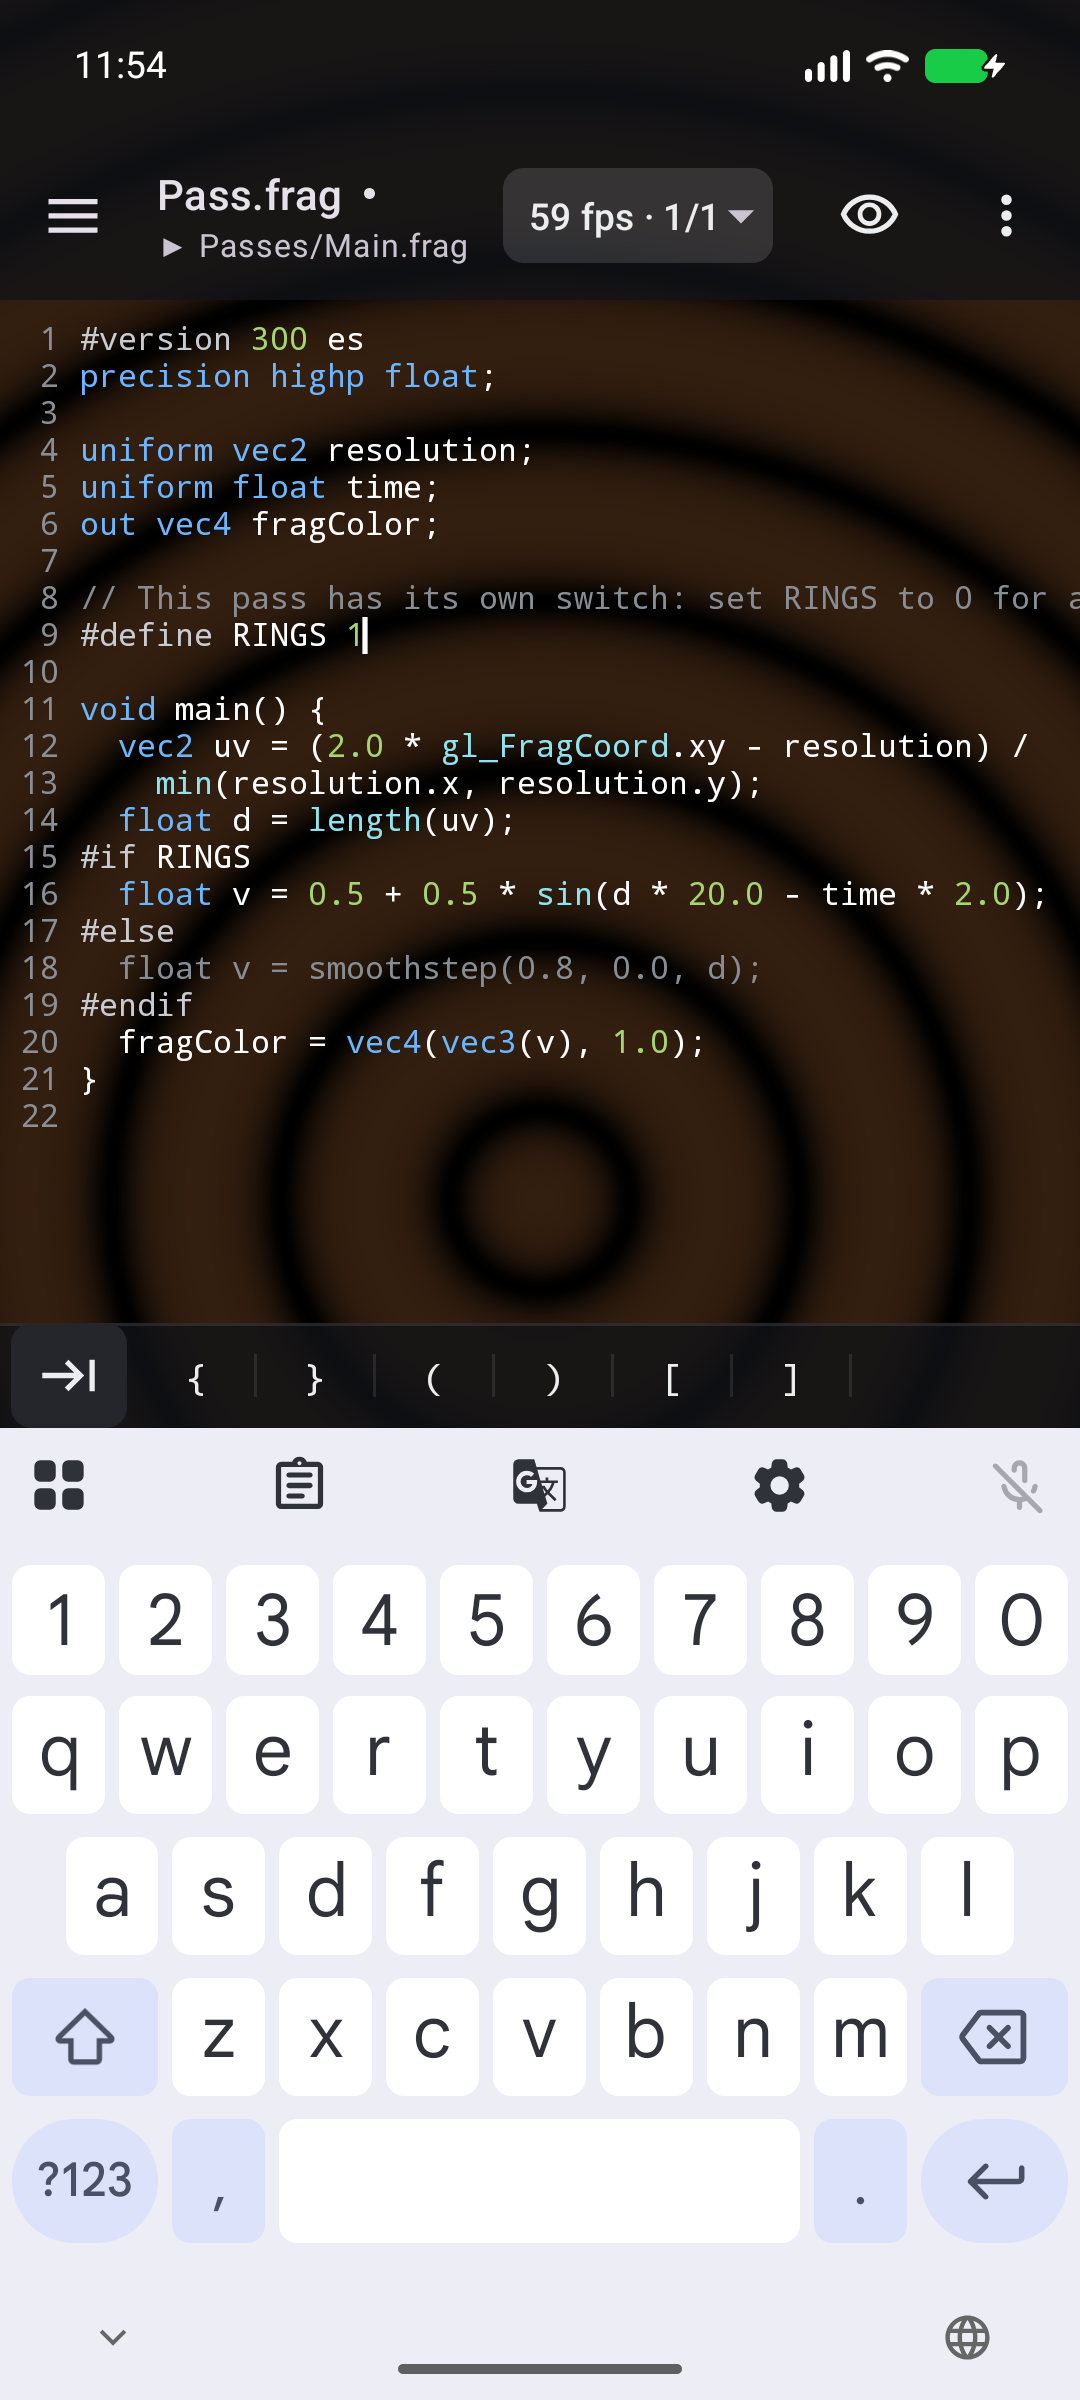 11:54
Pass.frag •
► Passes/Main.frag
59 fps · 1/1
1 #version 300 es
2 precision highp float;
3
4 uniform vec2 resolution;
5 uniform float time;
6 out vec4 fragColor;
7
8 // This pass has its own switch: set RINGS to 0 for a
9 #define RINGS 1
10
11 void main() {
12   vec2 uv = (2.0 * gl_FragCoord.xy - resolution) /
13     min(resolution.x, resolution.y);
14   float d = length(uv);
15 #if RINGS
16   float v = 0.5 + 0.5 * sin(d * 20.0 - time * 2.0);
17 #else
18   float v = smoothstep(0.8, 0.0, d);
19 #endif
20   fragColor = vec4(vec3(v), 1.0);
21 }
22
{ } ( ) [ ]
1 2 3 4 5 6 7 8 9 0
q w e r t y u i o p
a s d f g h j k l
z x c v b n m
?123 , .